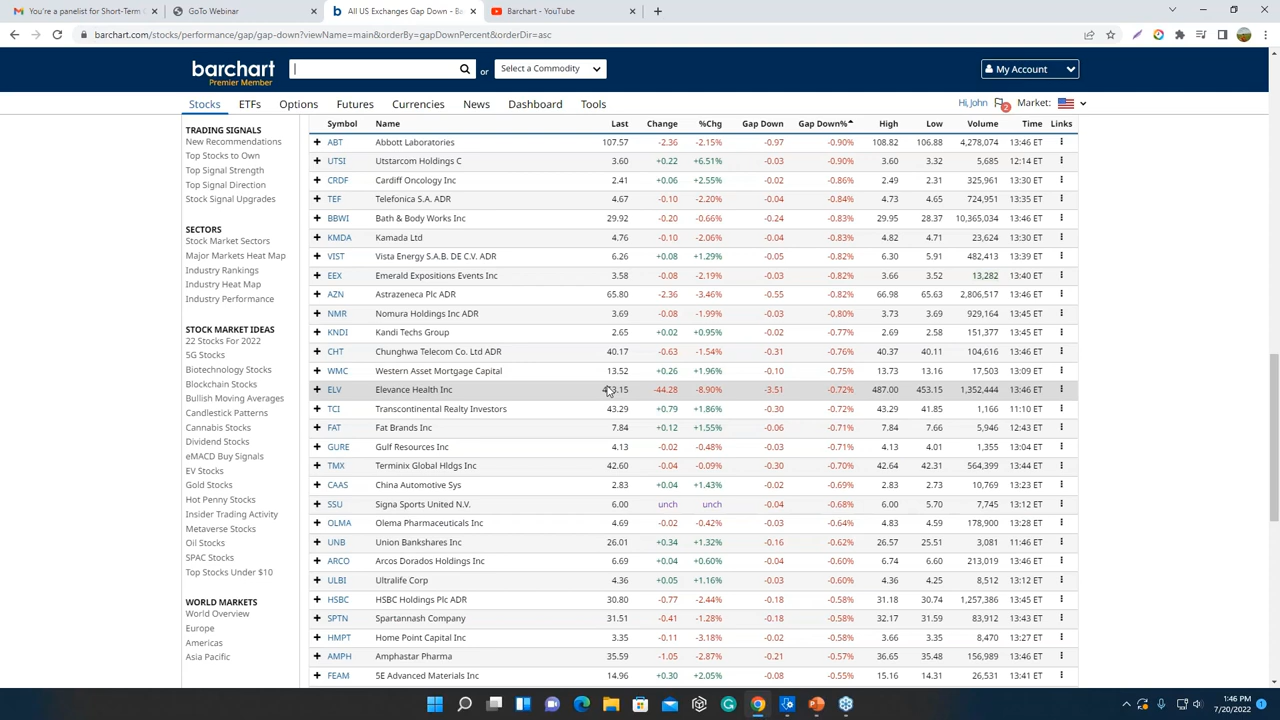 You're a panelist for Short-Term
GoTo Webinar
All US Exchanges Gap Down - B
Barchart - YouTube
barchart.com/stocks/performance/gap/gap-down?viewName=main&orderBy=gapDownPercent&orderDir=asc
barchart
Premier Member
or
Select a Commodity
My Account
Stocks ETFs Options Futures Currencies News Dashboard Tools
Hi, John 2 Market:
TRADING SIGNALS
New Recommendations
Top Stocks to Own
Top Signal Strength
Top Signal Direction
Stock Signal Upgrades
SECTORS
Stock Market Sectors
Major Markets Heat Map
Industry Rankings
Industry Heat Map
Industry Performance
STOCK MARKET IDEAS
22 Stocks For 2022
5G Stocks
Biotechnology Stocks
Blockchain Stocks
Bullish Moving Averages
Candlestick Patterns
Cannabis Stocks
Dividend Stocks
eMACD Buy Signals
EV Stocks
Gold Stocks
Hot Penny Stocks
Insider Trading Activity
Metaverse Stocks
Oil Stocks
SPAC Stocks
Top Stocks Under $10
WORLD MARKETS
World Overview
Europe
Americas
Asia Pacific
Symbol Name Last Change %Chg Gap Down Gap Down% High Low Volume Time Links
ABT Abbott Laboratories 107.57 -2.36 -2.15% -0.97 -0.90% 108.82 106.88 4,278,074 13:46 ET
UTSI Utstarcom Holdings C 3.60 +0.22 +6.51% -0.03 -0.90% 3.60 3.32 5,685 12:14 ET
CRDF Cardiff Oncology Inc 2.41 +0.06 +2.55% -0.02 -0.86% 2.49 2.31 325,961 13:30 ET
TEF Telefonica S.A. ADR 4.67 -0.10 -2.20% -0.04 -0.84% 4.73 4.65 724,951 13:35 ET
BBWI Bath & Body Works Inc 29.92 -0.20 -0.66% -0.24 -0.83% 29.95 28.37 10,365,034 13:46 ET
KMDA Kamada Ltd 4.76 -0.10 -2.06% -0.04 -0.83% 4.82 4.71 23,624 13:30 ET
VIST Vista Energy S.A.B. DE C.V. ADR 6.26 +0.08 +1.29% -0.05 -0.82% 6.30 5.91 482,413 13:39 ET
EEX Emerald Expositions Events Inc 3.58 -0.08 -2.19% -0.03 -0.82% 3.66 3.52 13,282 13:40 ET
AZN Astrazeneca Plc ADR 65.80 -2.36 -3.46% -0.55 -0.82% 66.98 65.63 2,806,517 13:46 ET
NMR Nomura Holdings Inc ADR 3.69 -0.08 -1.99% -0.03 -0.80% 3.73 3.69 929,164 13:45 ET
KNDI Kandi Techs Group 2.65 +0.02 +0.95% -0.02 -0.77% 2.69 2.58 151,377 13:45 ET
CHT Chunghwa Telecom Co. Ltd ADR 40.17 -0.63 -1.54% -0.31 -0.76% 40.37 40.11 104,616 13:46 ET
WMC Western Asset Mortgage Capital 13.52 +0.26 +1.96% -0.10 -0.75% 13.73 13.16 17,503 13:09 ET
ELV Elevance Health Inc -44.28 -8.90% -3.51 -0.72% 487.00 453.15 1,352,444 13:46 ET
TCI Transcontinental Realty Investors 43.29 +0.79 +1.86% -0.30 -0.72% 43.29 41.85 1,166 11:10 ET
FAT Fat Brands Inc 7.84 +0.12 +1.55% -0.06 -0.71% 7.84 7.66 5,946 12:43 ET
GURE Gulf Resources Inc 4.13 -0.02 -0.48% -0.03 -0.71% 4.13 4.01 1,355 13:04 ET
TMX Terminix Global Hldgs Inc 42.60 -0.04 -0.09% -0.30 -0.70% 42.64 42.31 564,399 13:44 ET
CAAS China Automotive Sys 2.83 +0.04 +1.43% -0.02 -0.69% 2.83 2.73 10,769 13:23 ET
SSU Signa Sports United N.V. 6.00 unch unch -0.04 -0.68% 6.00 5.70 7,745 13:12 ET
OLMA Olema Pharmaceuticals Inc 4.69 -0.02 -0.42% -0.03 -0.64% 4.83 4.59 178,900 13:28 ET
UNB Union Bankshares Inc 26.01 +0.34 +1.32% -0.16 -0.62% 26.57 25.51 3,081 11:46 ET
ARCO Arcos Dorados Holdings Inc 6.69 +0.04 +0.60% -0.04 -0.60% 6.74 6.60 213,019 13:46 ET
ULBI Ultralife Corp 4.36 +0.05 +1.16% -0.03 -0.60% 4.36 4.25 8,512 13:12 ET
HSBC HSBC Holdings Plc ADR 30.80 -0.77 -2.44% -0.18 -0.58% 31.18 30.74 1,257,386 13:45 ET
SPTN Spartannash Company 31.51 -0.41 -1.28% -0.18 -0.58% 32.17 31.59 83,912 13:43 ET
HMPT Home Point Capital Inc 3.35 -0.11 -3.18% -0.02 -0.58% 3.66 3.35 8,470 13:27 ET
AMPH Amphastar Pharma 35.59 -1.05 -2.87% -0.21 -0.57% 36.65 35.48 156,989 13:46 ET
FEAM 5E Advanced Materials Inc 14.96 +0.30 +2.05% -0.08 -0.55% 15.16 14.31 26,531 13:41 ET
1:46 PM
7/20/2022